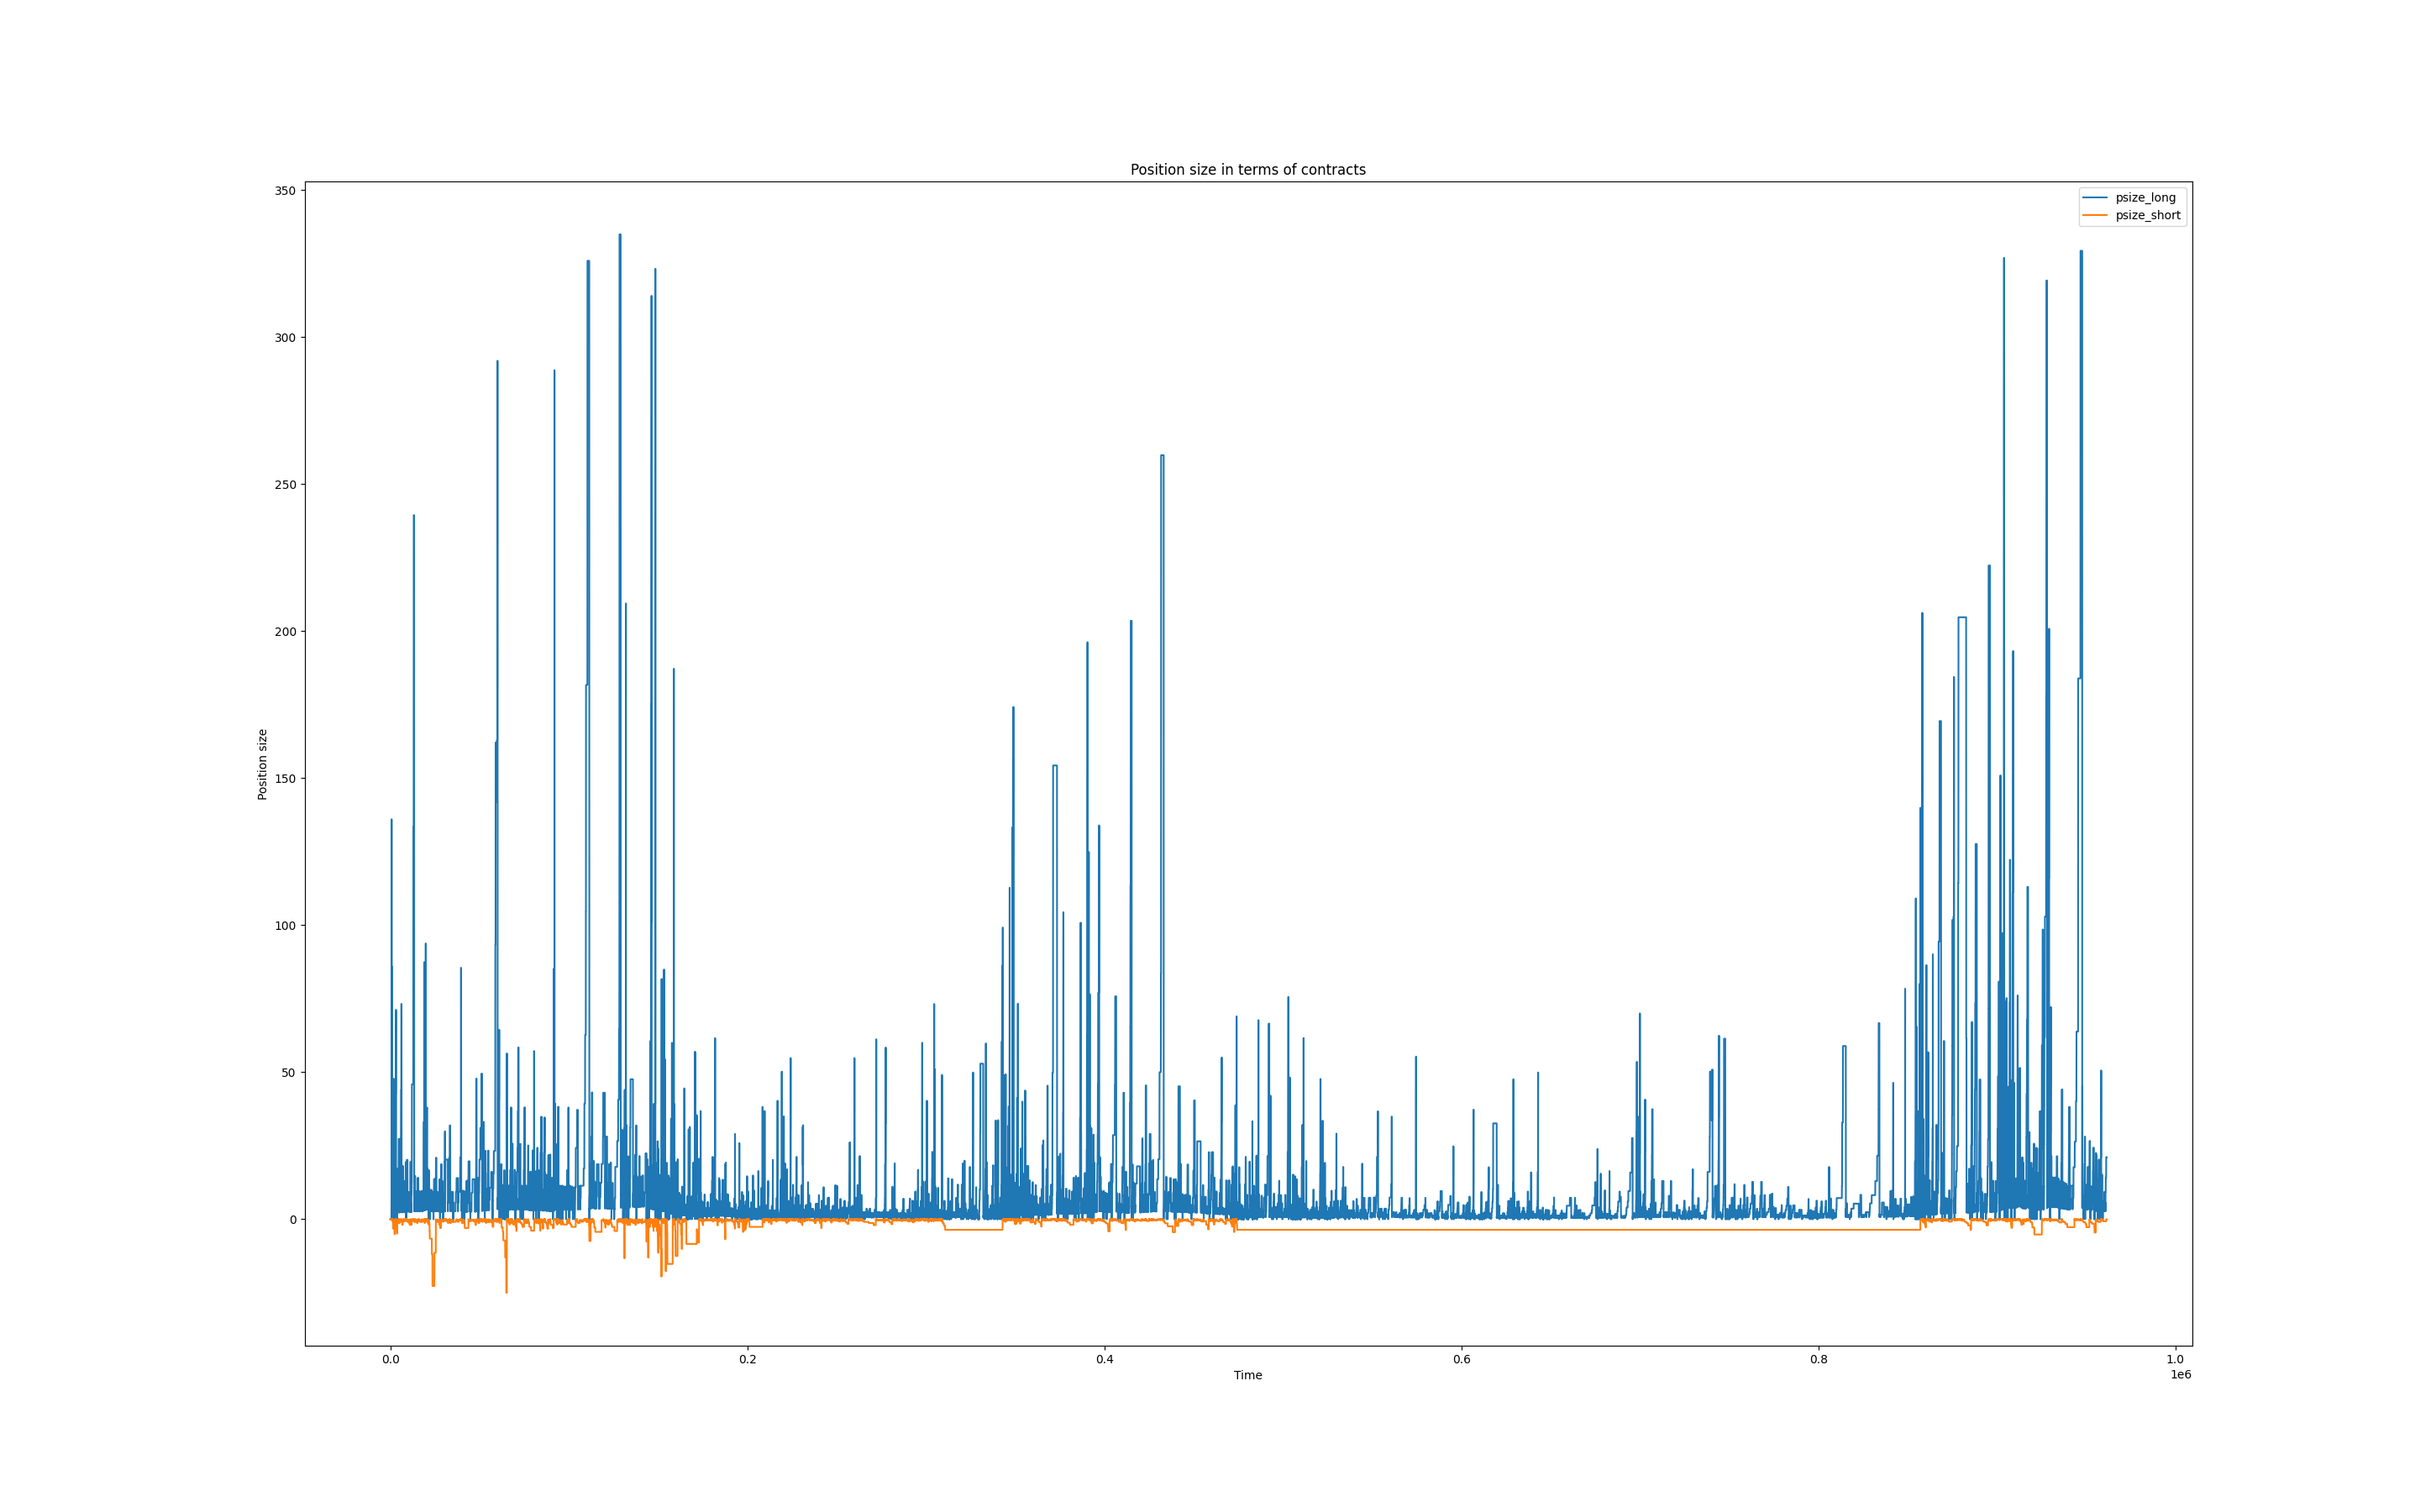 Position size in terms of contracts
psize_long
psize_short
350
300
250
200
150
100
50
0
Position size
0.0 0.2 0.4 0.6 0.8 1.0
Time
1e6